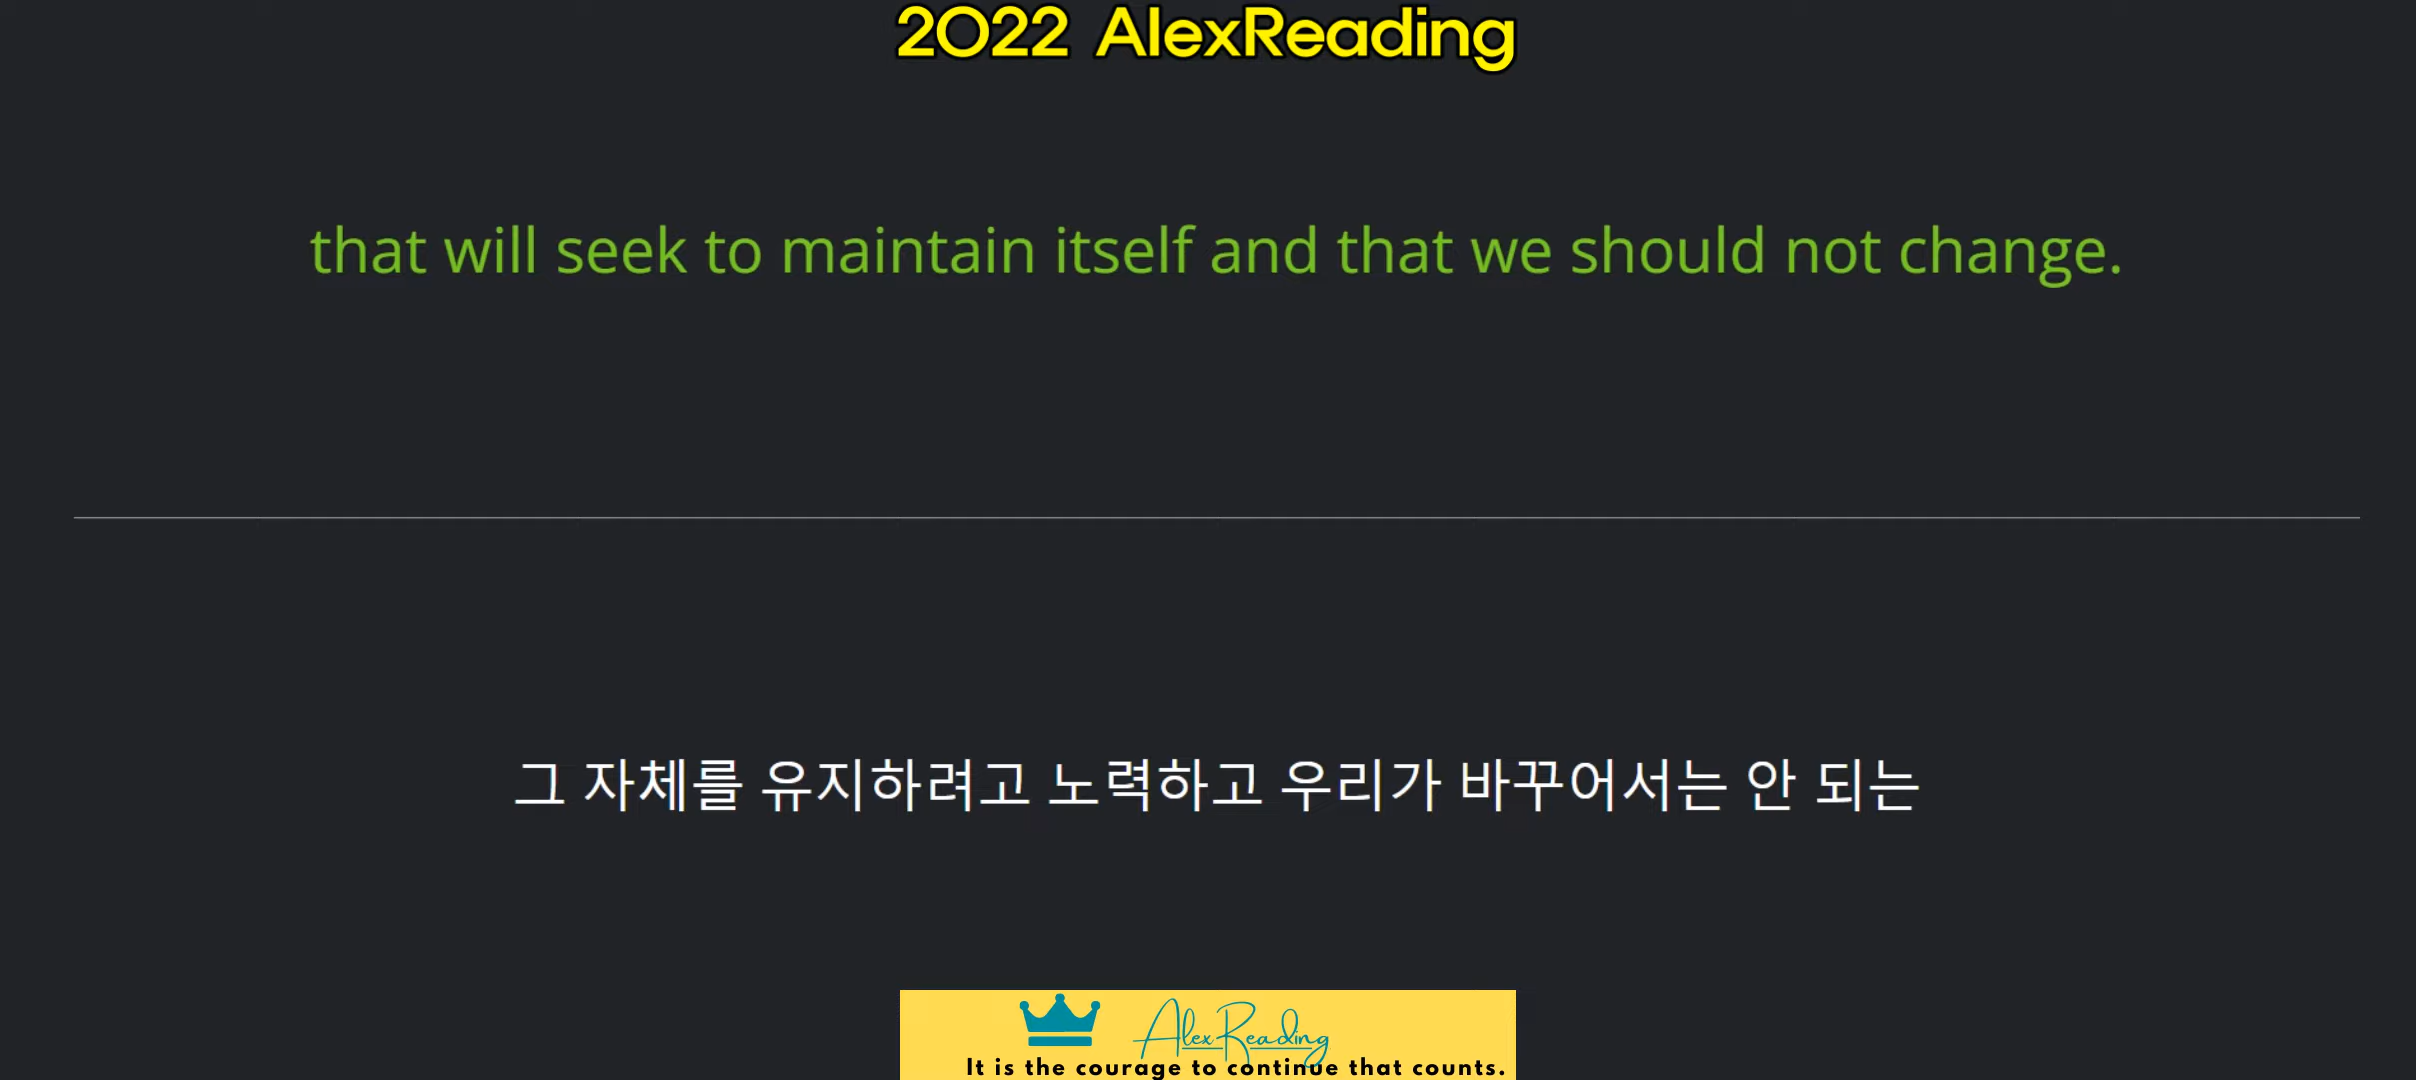 2022 AlexReading
that will seek to maintain itself and that we should not change.
그 자체를 유지하려고 노력하고 우리가 바꾸어서는 안 되는
AlexReading
It is the courage to continue that counts.